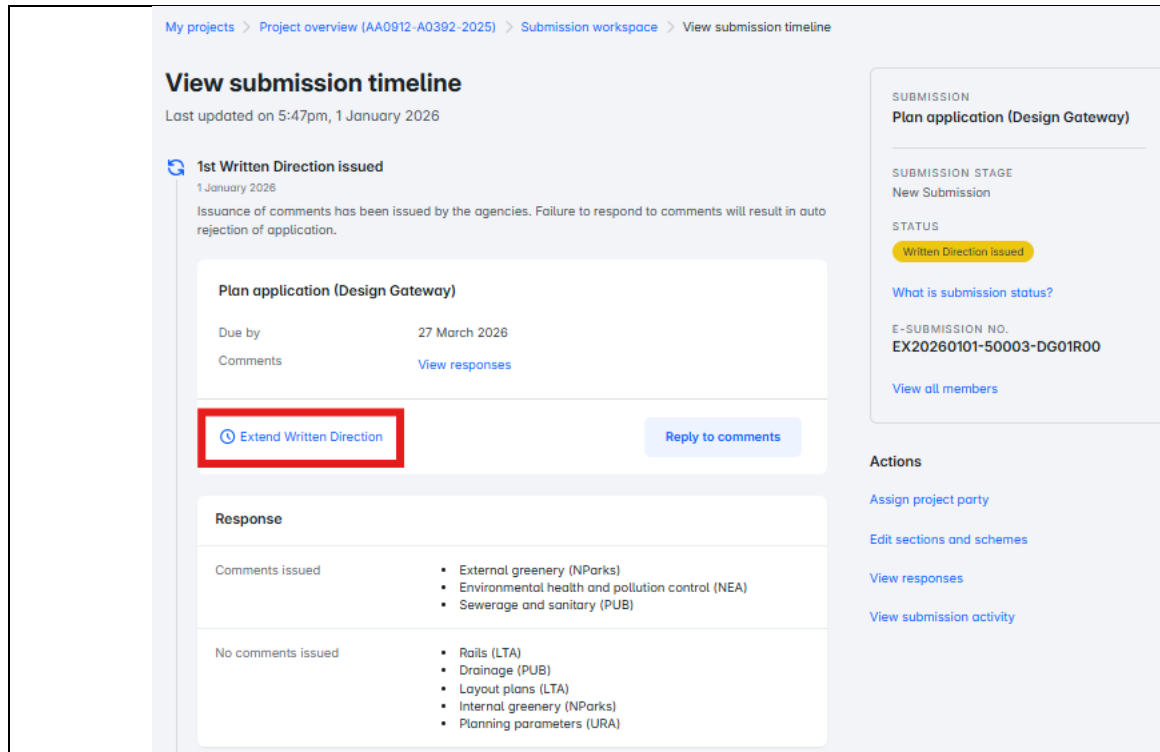 My projects > Project overview (AA0912-A0392-2025) > Submission workspace > View submission timeline
View submission timeline
Last updated on 5:47pm, 1 January 2026
1st Written Direction issued
1 January 2026
Issuance of comments has been issued by the agencies. Failure to respond to comments will result in auto
rejection of application.
Plan application (Design Gateway)
Due by 27 March 2026
Comments View responses
Extend Written Direction
Reply to comments
Response
Comments issued
• External greenery (NParks)
• Environmental health and pollution control (NEA)
• Sewerage and sanitary (PUB)
No comments issued
• Rails (LTA)
• Drainage (PUB)
• Layout plans (LTA)
• Internal greenery (NParks)
• Planning parameters (URA)
SUBMISSION
Plan application (Design Gateway)
SUBMISSION STAGE
New Submission
STATUS
Written Direction issued
What is submission status?
E-SUBMISSION NO.
EX20260101-50003-DG01R00
View all members
Actions
Assign project party
Edit sections and schemes
View responses
View submission activity